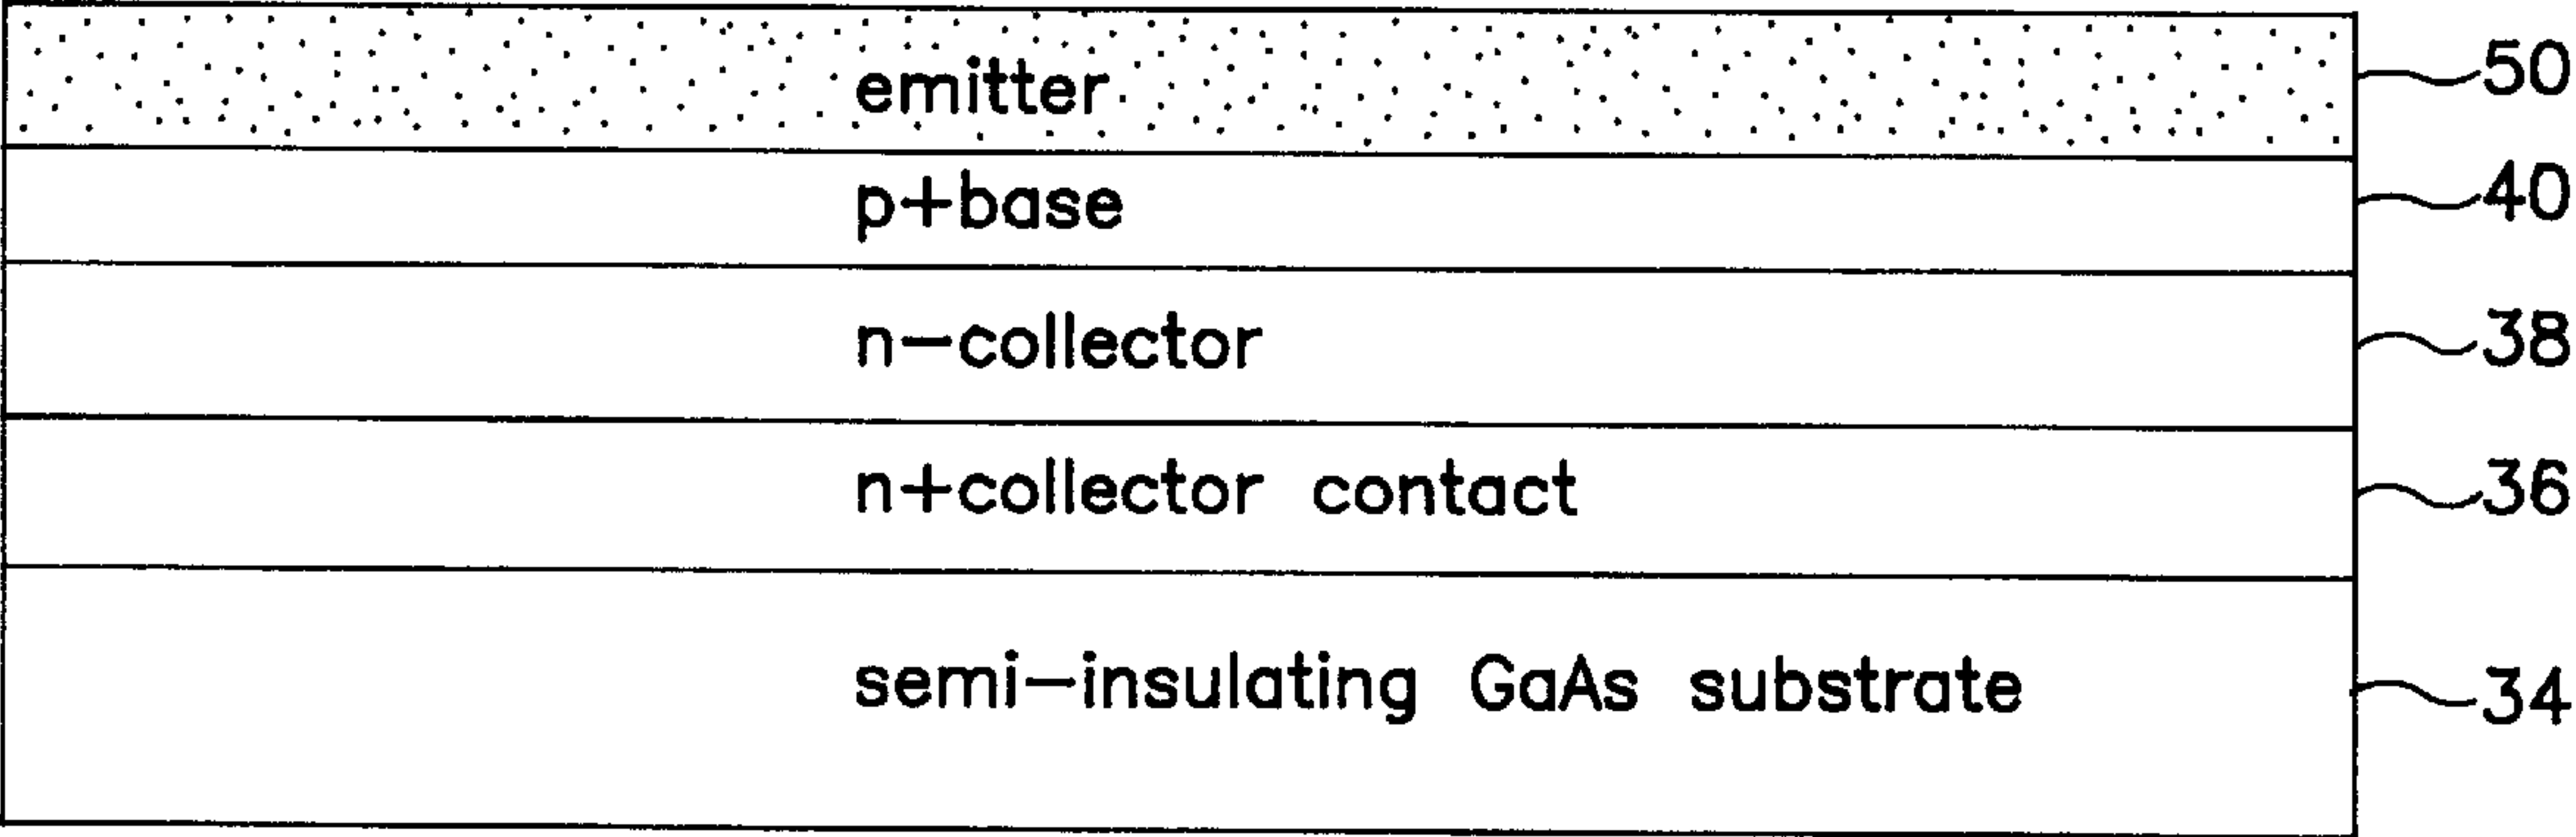 emitter 50
p+base 40
n-collector 38
n+collector contact 36
semi-insulating GaAs substrate 34